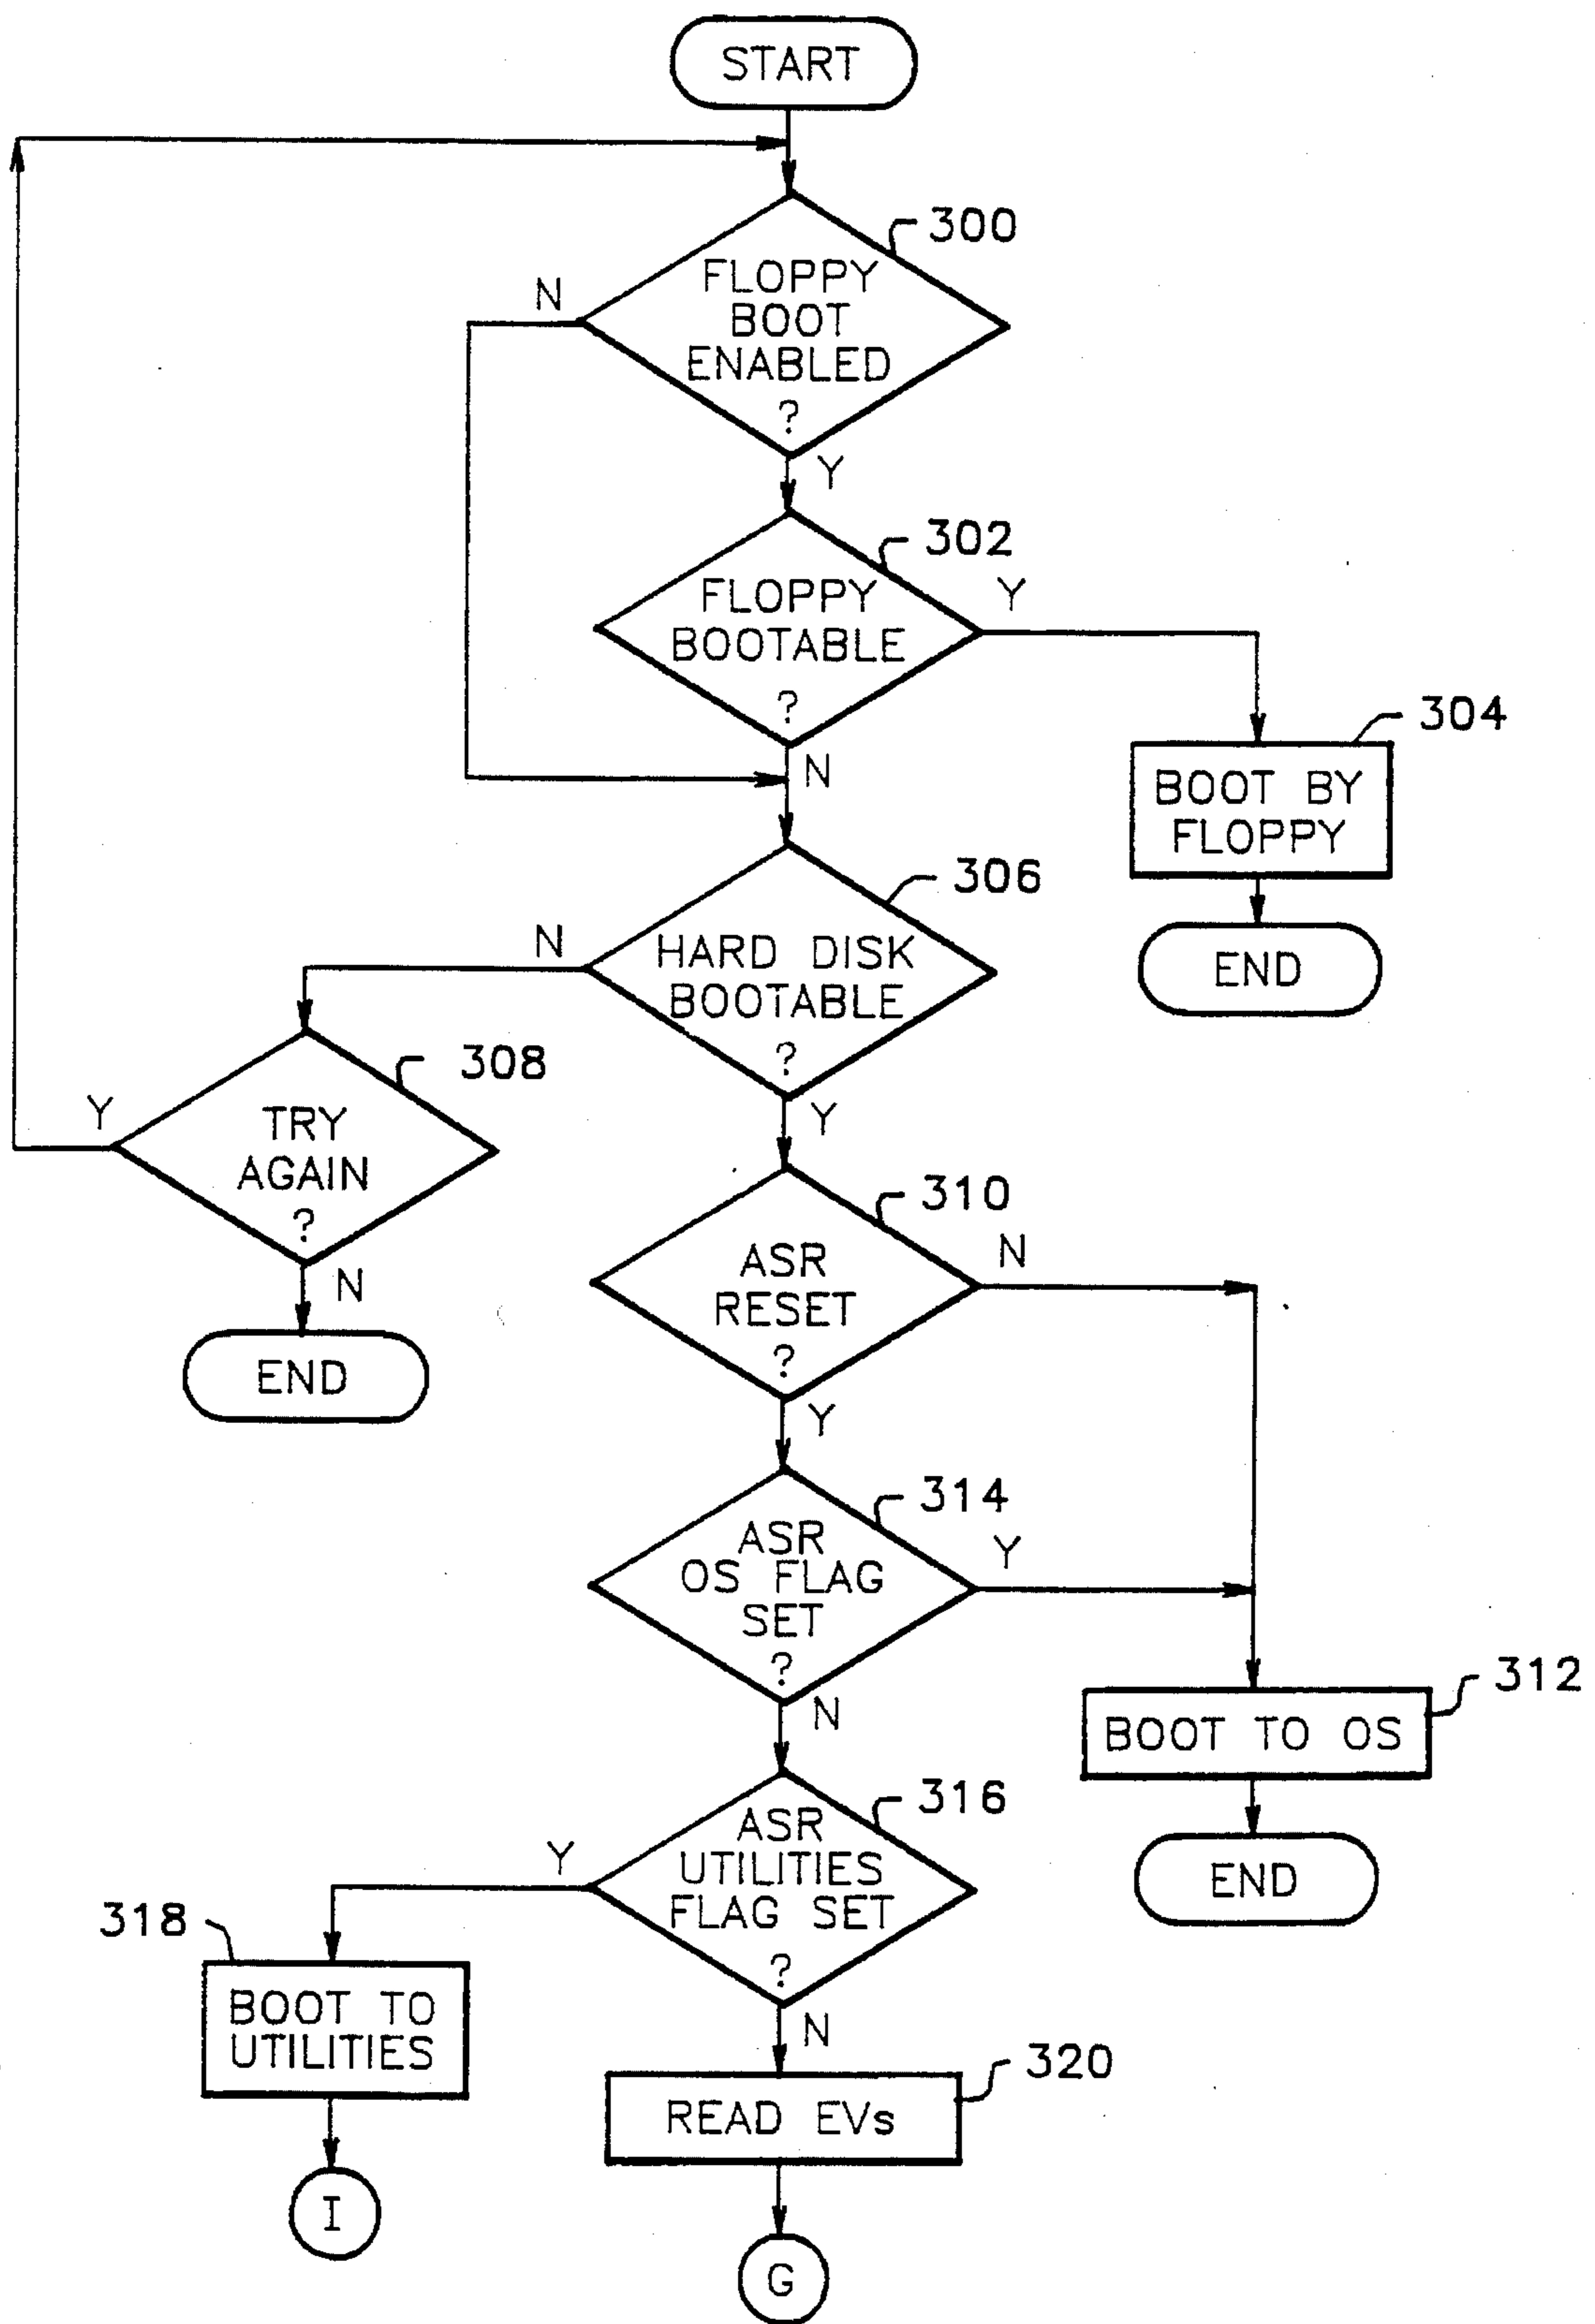 START
300
FLOPPY
BOOT
ENABLED
?
N
Y
302
FLOPPY
BOOTABLE
?
Y
N
304
BOOT BY
FLOPPY
END
306
HARD DISK
BOOTABLE
?
N
Y
308
TRY
AGAIN
?
Y
N
END
310
ASR
RESET
?
N
Y
314
ASR
OS FLAG
SET
?
Y
N
312
BOOT TO OS
END
316
ASR
UTILITIES
FLAG SET
?
Y
N
318
BOOT TO
UTILITIES
I
320
READ EVs
G